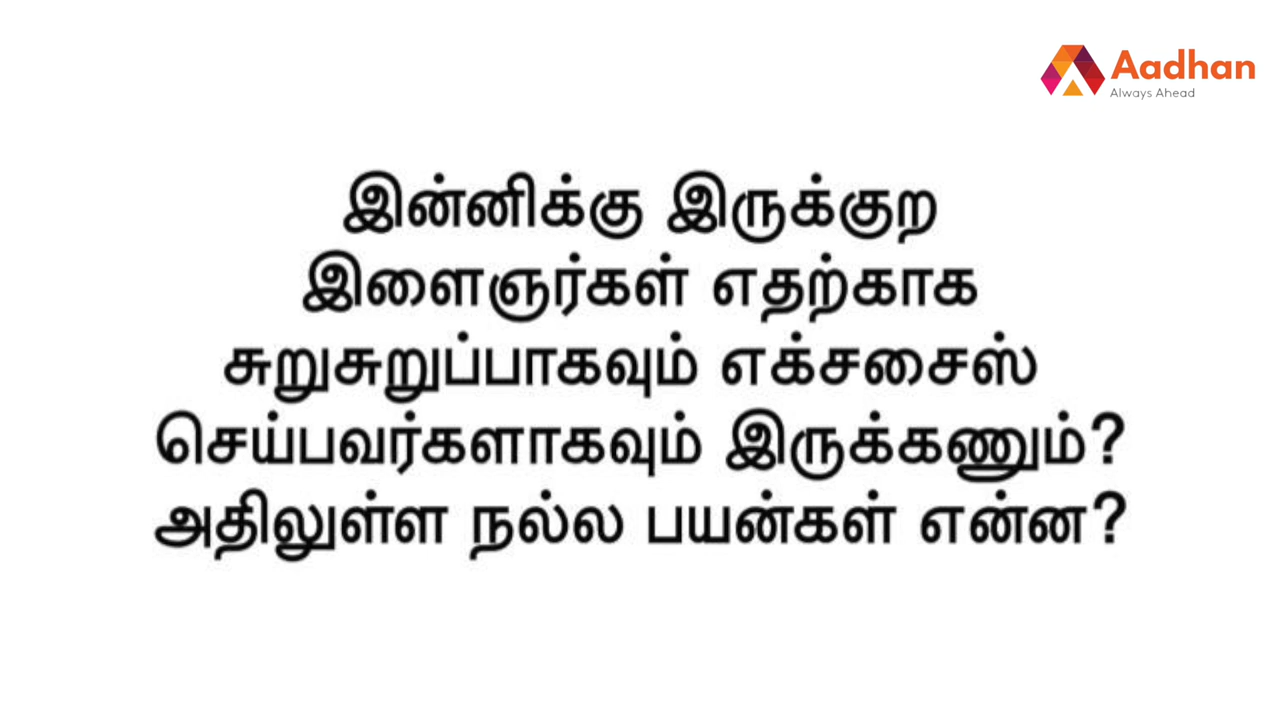 Aadhan
Always Ahead
இன்னிக்கு இருக்குற
இளைஞர்கள் எதற்காக
சுறுசுறுப்பாகவும் எக்சசைஸ்
செய்பவர்களாகவும் இருக்கணும்?
அதிலுள்ள நல்ல பயன்கள் என்ன?